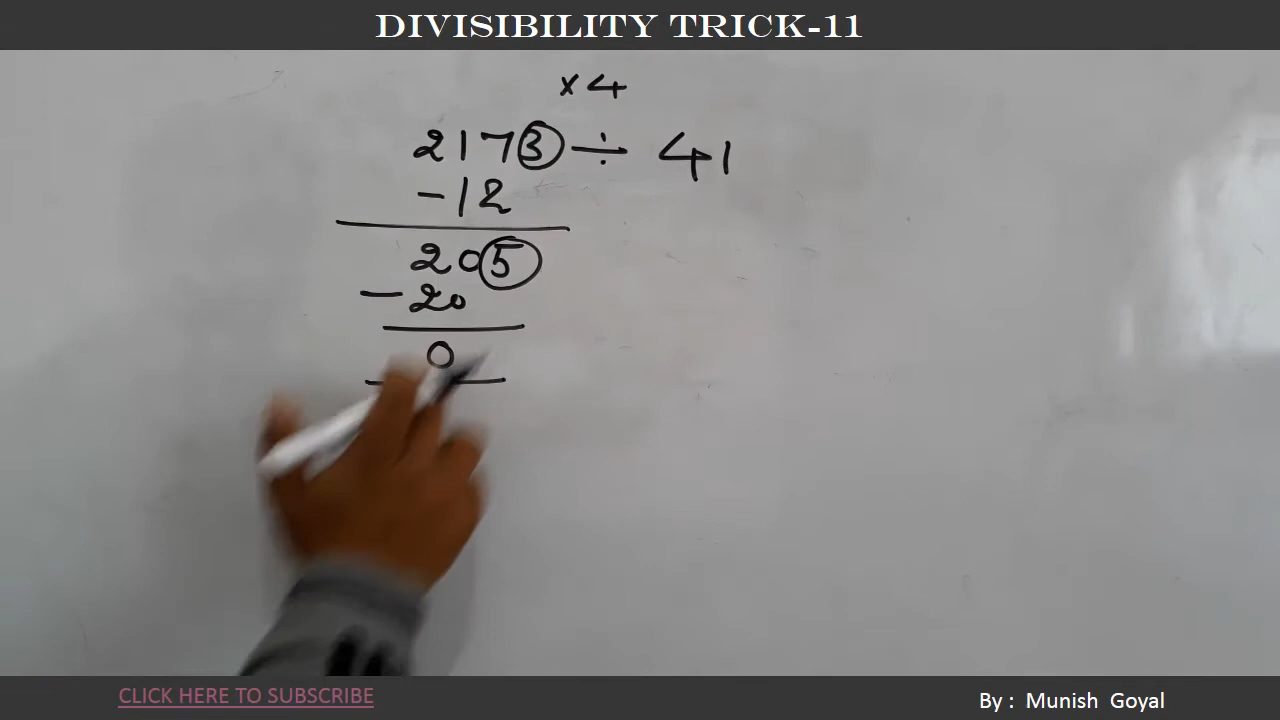 DIVISIBILITY TRICK-11
×4
2173 ÷ 41
-12
205
-20
0
CLICK HERE TO SUBSCRIBE
By : Munish Goyal